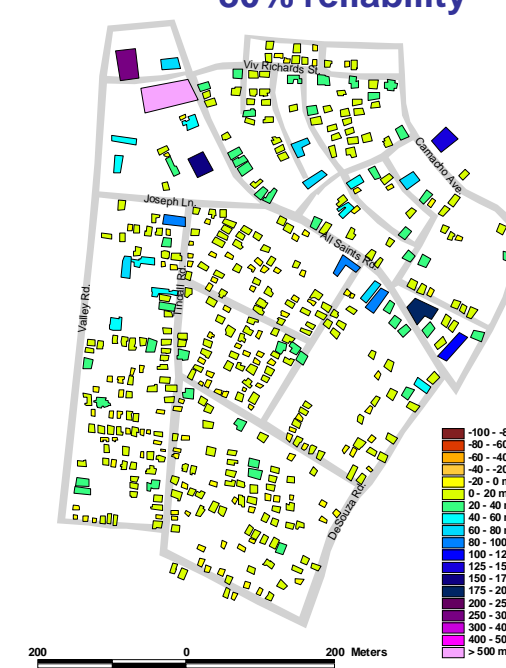 80% reliability
Viv Richards St.
Camacho Ave.
Joseph Ln.
All Saints Rd.
Tindall Rd.
Valley Rd.
DeSouza Rd.
-100 - -8
-80 - -60
-60 - -40
-40 - -20
-20 - 0 m
0 - 20 m
20 - 40
40 - 60
60 - 80
80 - 100
100 - 12
125 - 15
150 - 17
175 - 20
200 - 25
250 - 30
300 - 40
400 - 50
> 500 m
200 0 200 Meters